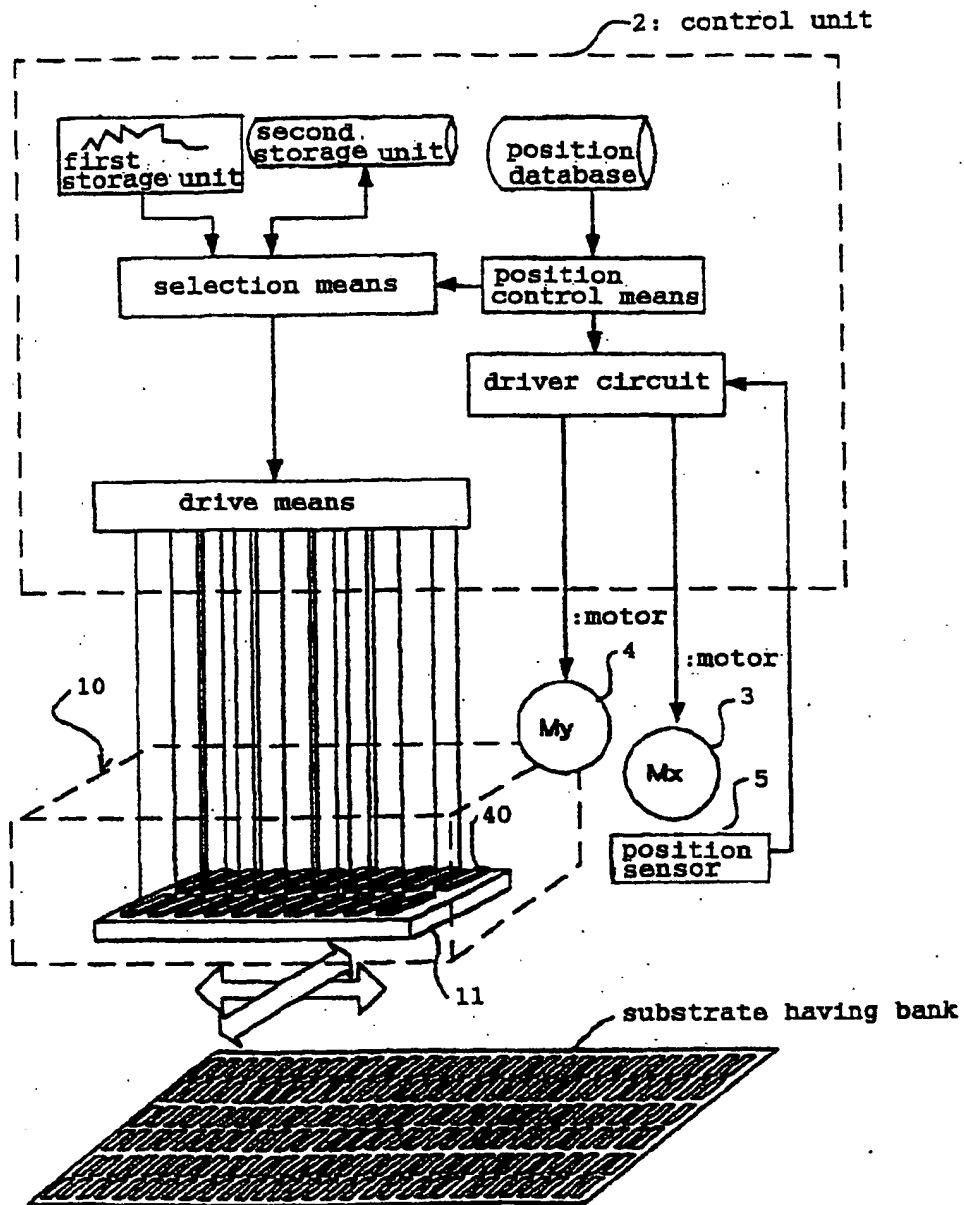 2: control unit
first
storage unit
second.
storage unit
position
database
selection means
position
control means
driver circuit
drive means
:motor
4
:motor
10
3
My
Mx
5
40
position
sensor
11
substrate having bank